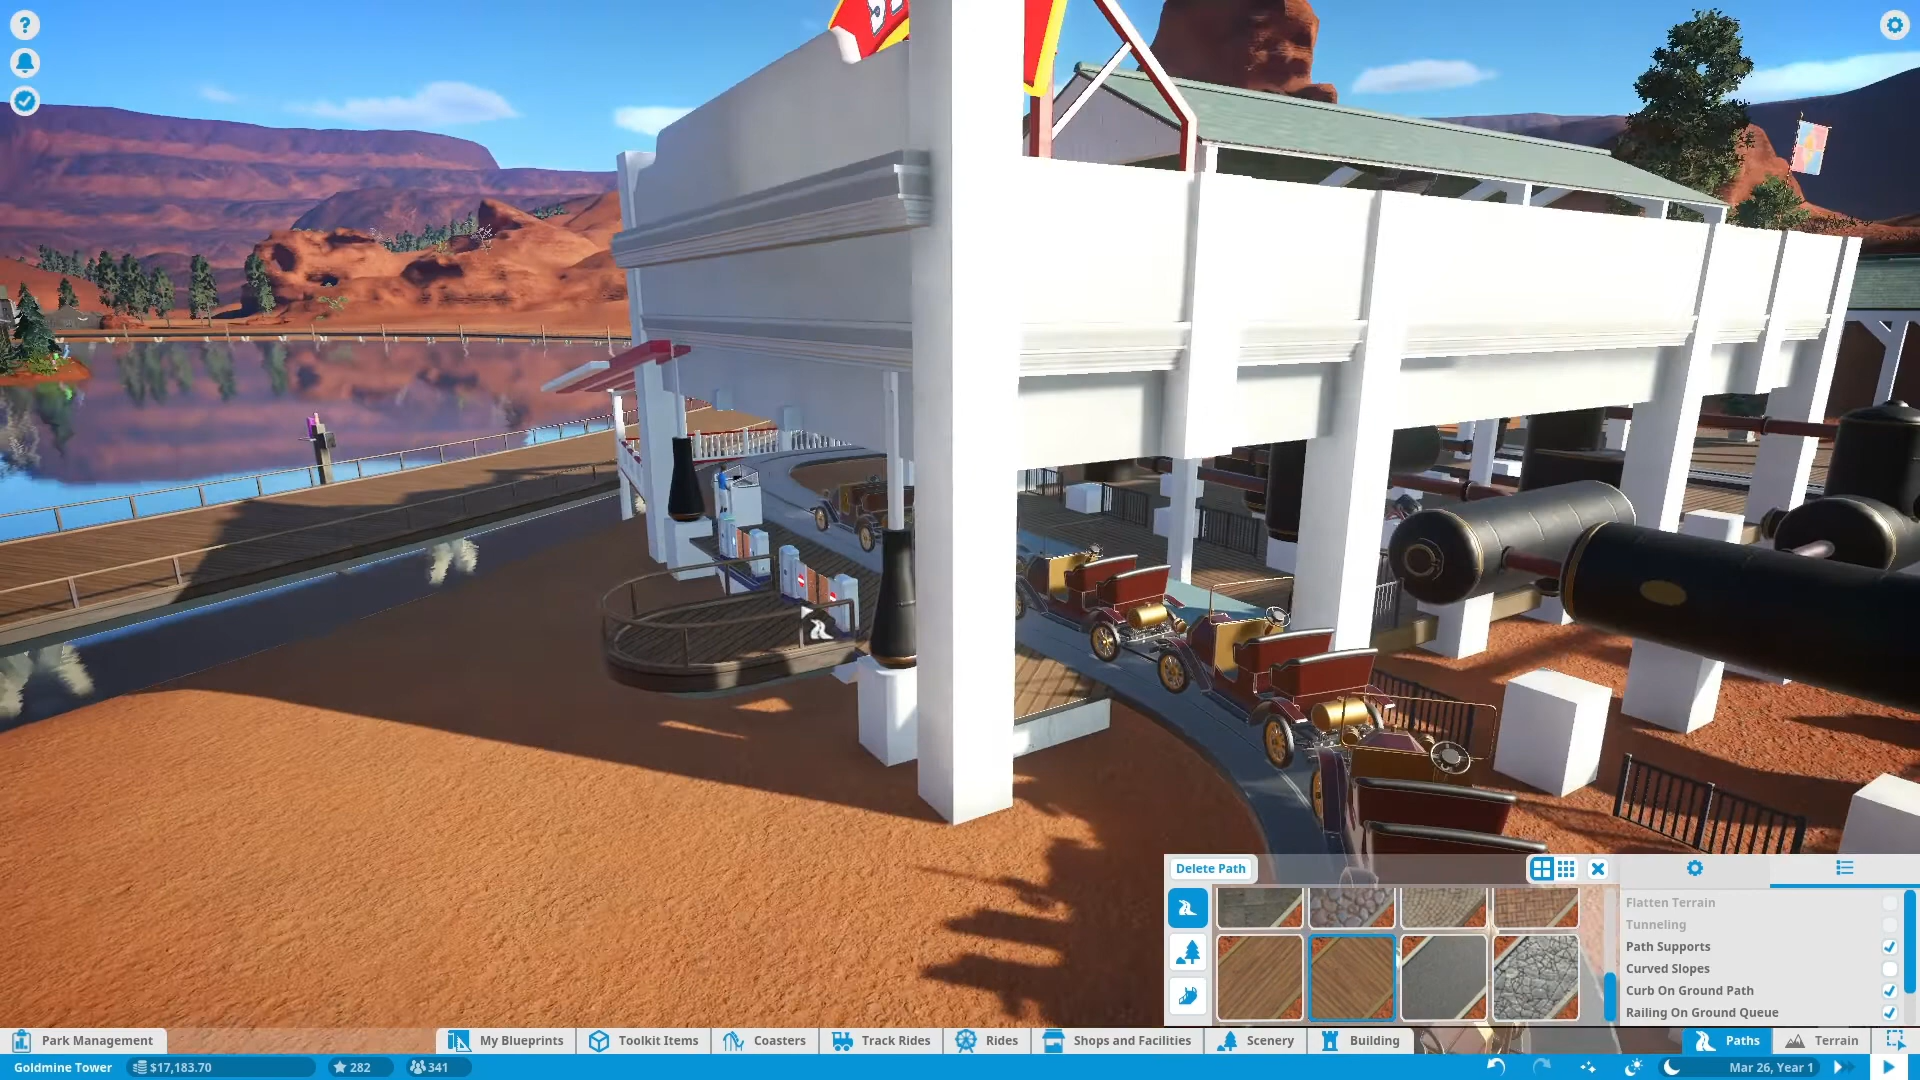 Delete Path
Flatten Terrain
Tunneling
Path Supports
Curved Slopes
Curb On Ground Path
Railing On Ground Queue
Park Management
My Blueprints
Toolkit Items
Coasters
Track Rides
Rides
Shops and Facilities
Scenery
Building
Paths
Terrain
Goldmine Tower
$17,183.70
282
341
Mar 26, Year 1